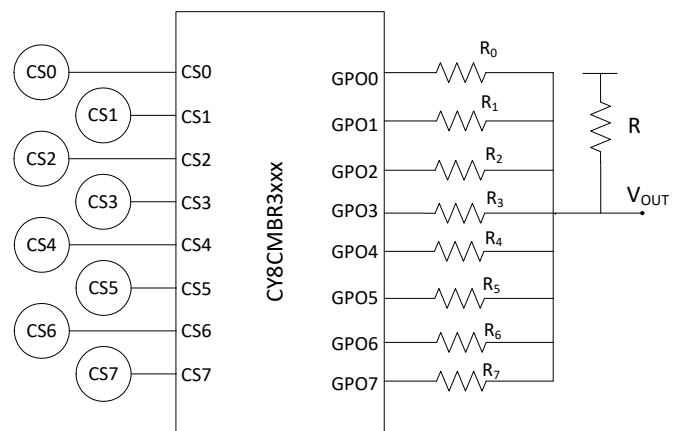 CS0
CS1
CS2
CS3
CS4
CS5
CS6
CS7
CS0
CS1
CS2
CS3
CS4
CS5
CS6
CS7
CY8CMBR3xxx
GPO0
GPO1
GPO2
GPO3
GPO4
GPO5
GPO6
GPO7
R0
R1
R2
R3
R4
R5
R6
R7
R
VOUT